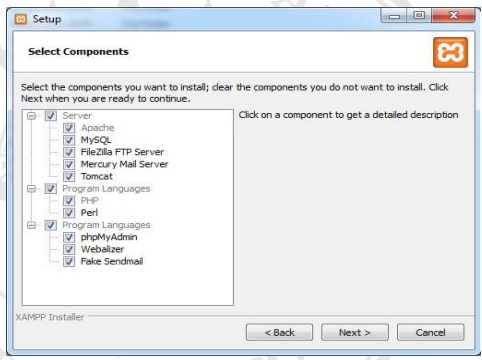 Setup
Select Components
Select the components you want to install; clear the components you do not want to install. Click
Next when you are ready to continue.
Server
Apache
MySQL
FileZilla FTP Server
Mercury Mail Server
Tomcat
Program Languages
PHP
Perl
Program Languages
phpMyAdmin
Webalizer
Fake Sendmail
Click on a component to get a detailed description
XAMPP Installer
< Back Next > Cancel